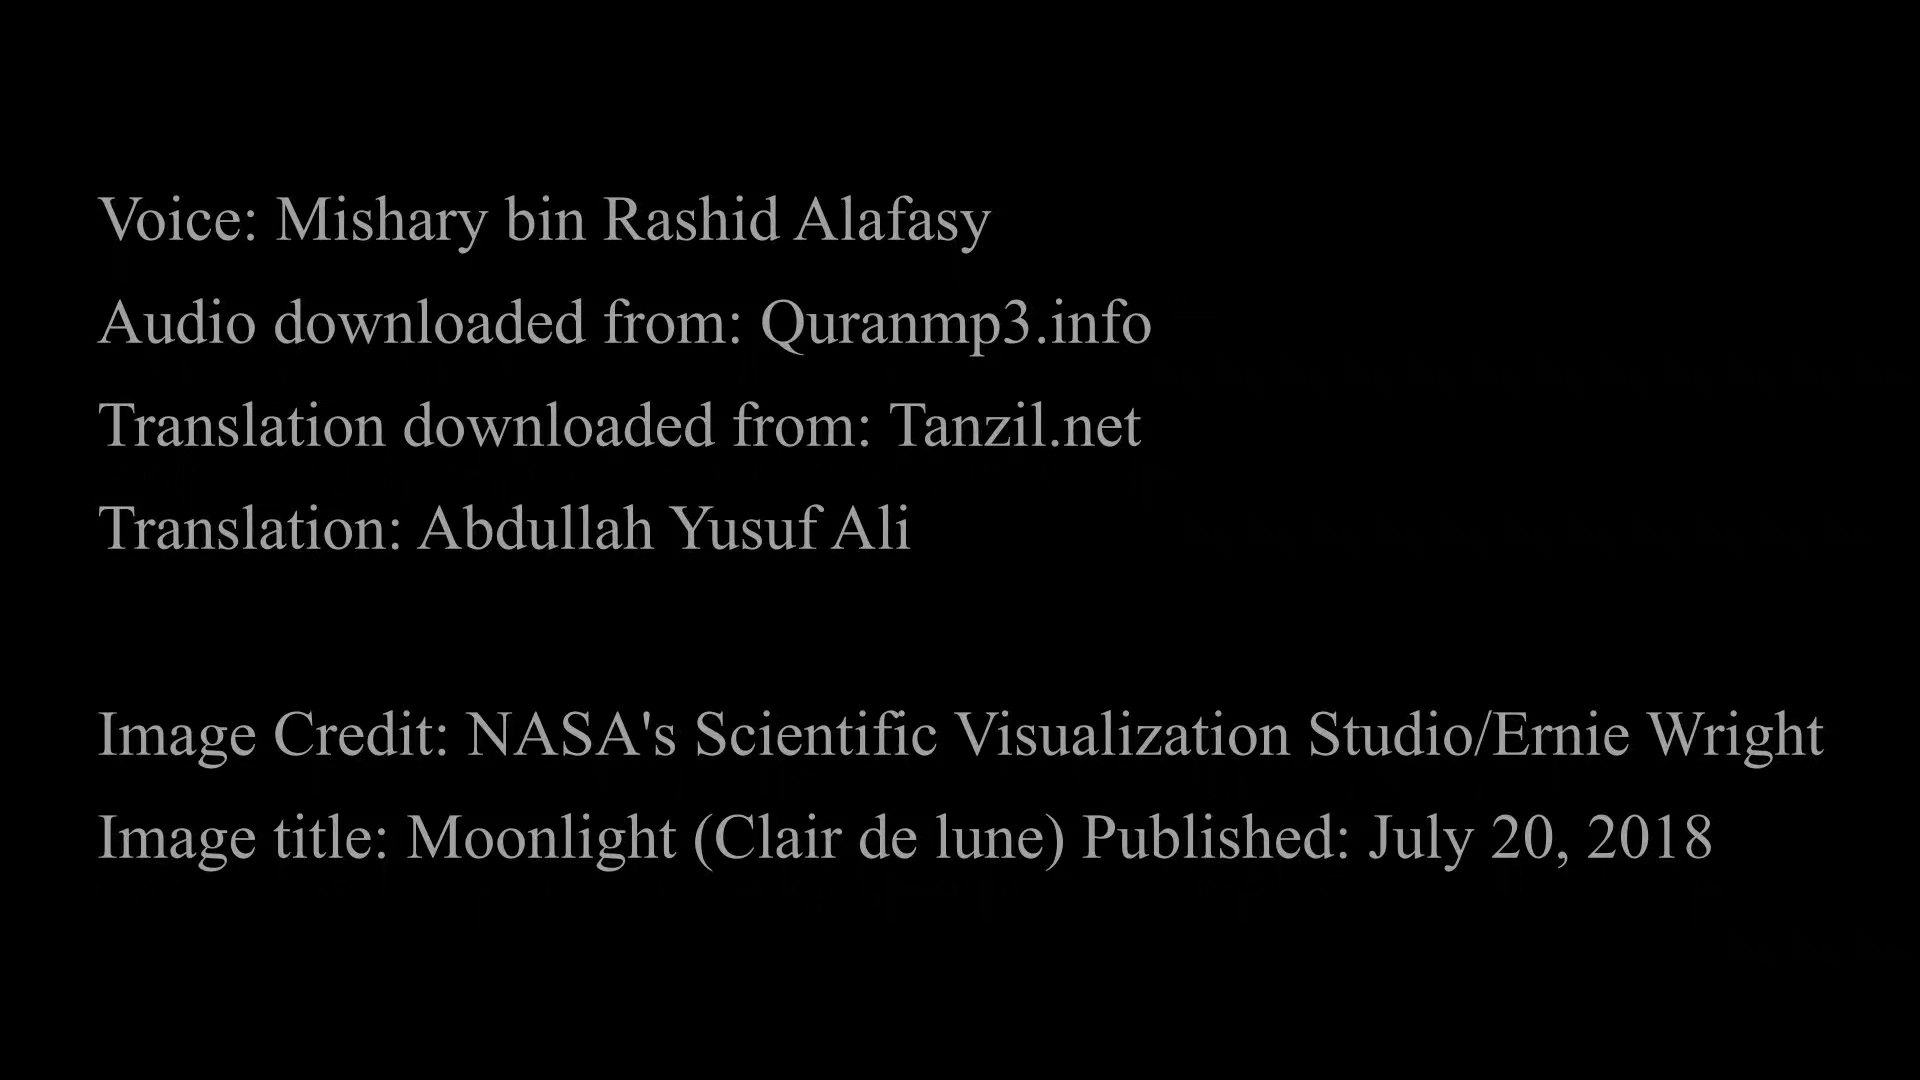 Voice: Mishary bin Rashid Alafasy
Audio downloaded from: Quranmp3.info
Translation downloaded from: Tanzil.net
Translation: Abdullah Yusuf Ali
Image Credit: NASA's Scientific Visualization Studio/Ernie Wright
Image title: Moonlight (Clair de lune) Published: July 20, 2018